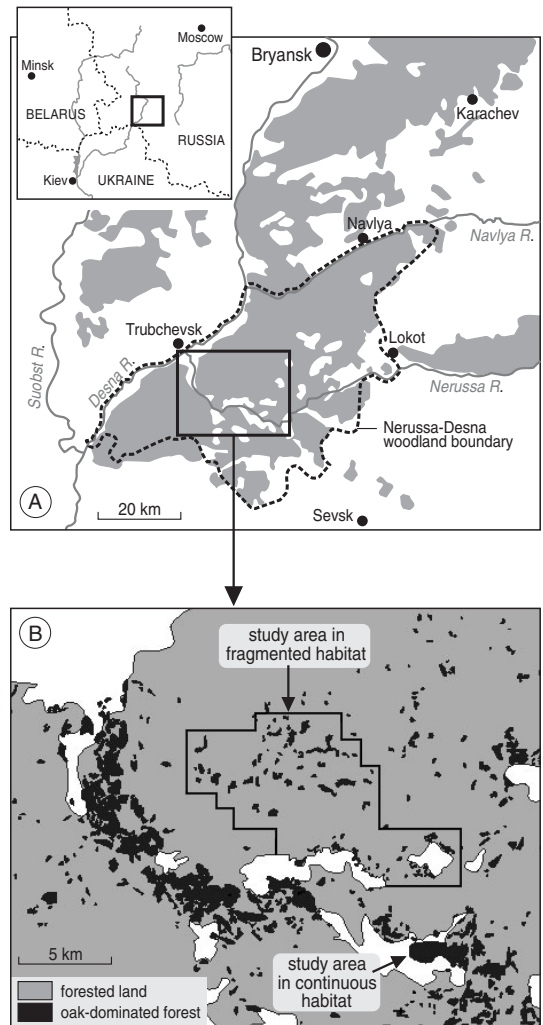 Moscow
Minsk
BELARUS
RUSSIA
Kiev
UKRAINE
Bryansk
Karachev
Navlya
Navlya R.
Trubchevsk
Lokot
Suobst R.
Desna R.
Nerussa R.
Nerussa-Desna
woodland boundary
A
20 km
Sevsk
B
study area in
fragmented habitat
5 km
study area
in continuous
habitat
forested land
oak-dominated forest